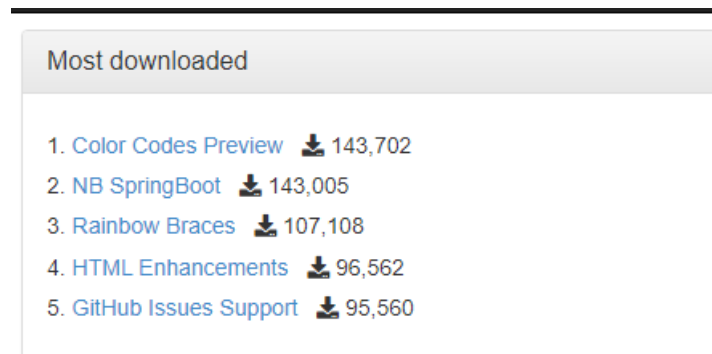 Most downloaded
1. Color Codes Preview 143,702
2. NB SpringBoot 143,005
3. Rainbow Braces 107,108
4. HTML Enhancements 96,562
5. GitHub Issues Support 95,560